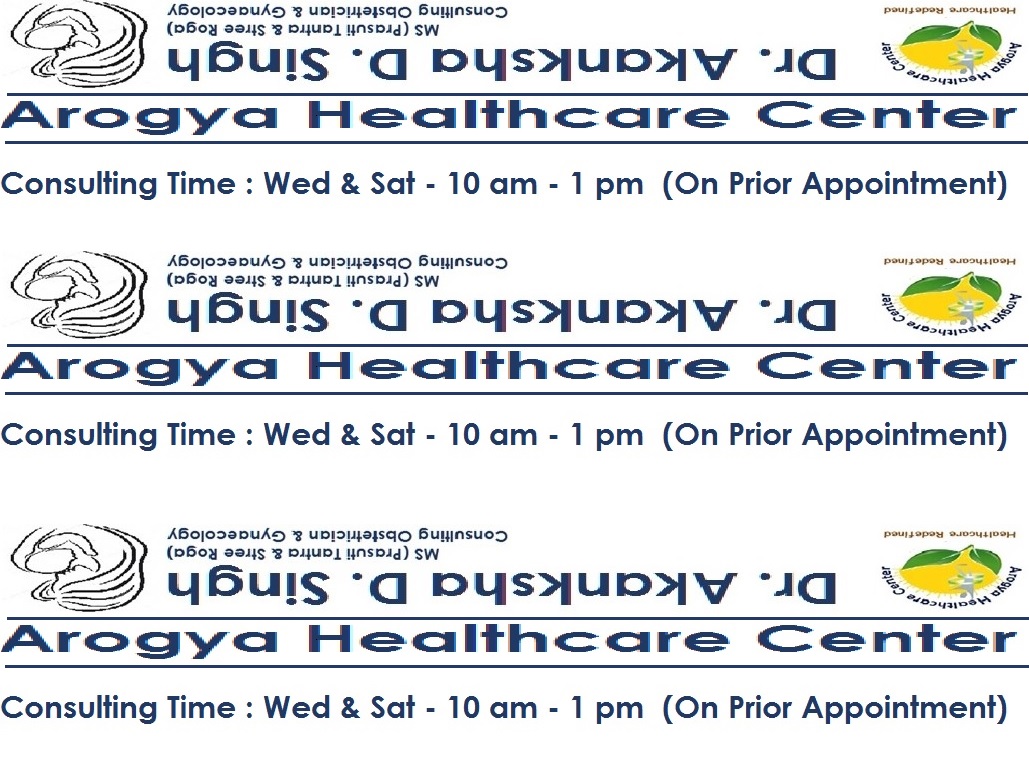 Dr. Akanksha D. Singh
MS (Prasuti Tantra & Stree Roga)
Consulting Obstetrician & Gynaecology
Arogya Healthcare Center
Healthcare Redefined
Arogya Healthcare Center
Consulting Time : Wed & Sat - 10 am - 1 pm (On Prior Appointment)
Dr. Akanksha D. Singh
MS (Prasuti Tantra & Stree Roga)
Consulting Obstetrician & Gynaecology
Arogya Healthcare Center
Healthcare Redefined
Arogya Healthcare Center
Consulting Time : Wed & Sat - 10 am - 1 pm (On Prior Appointment)
Dr. Akanksha D. Singh
MS (Prasuti Tantra & Stree Roga)
Consulting Obstetrician & Gynaecology
Arogya Healthcare Center
Healthcare Redefined
Arogya Healthcare Center
Consulting Time : Wed & Sat - 10 am - 1 pm (On Prior Appointment)